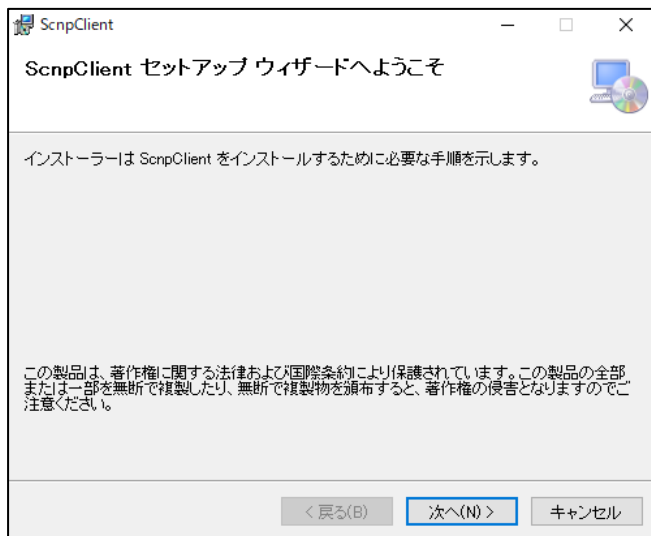 ScnpClient
ScnpClient セットアップ ウィザードへようこそ
インストーラーは ScnpClient をインストールするために必要な手順を示します。
この製品は、著作権に関する法律および国際条約により保護されています。この製品の全部
または一部を無断で複製したり、無断で複製物を頒布すると、著作権の侵害となりますのでご
注意ください。
< 戻る(B)
次へ(N) >
キャンセル